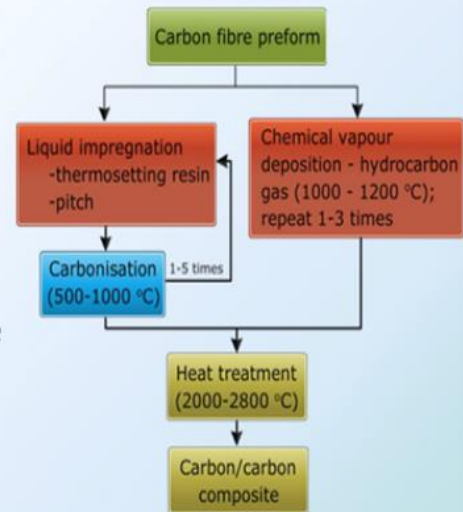 Carbon fibre preform
Liquid impregnation
-thermosetting resin
-pitch
Chemical vapour
deposition - hydrocarbon
gas (1000 - 1200 °C);
repeat 1-3 times
Carbonisation
(500-1000 °C)
1-5 times
Heat treatment
(2000-2800 °C)
Carbon/carbon
composite